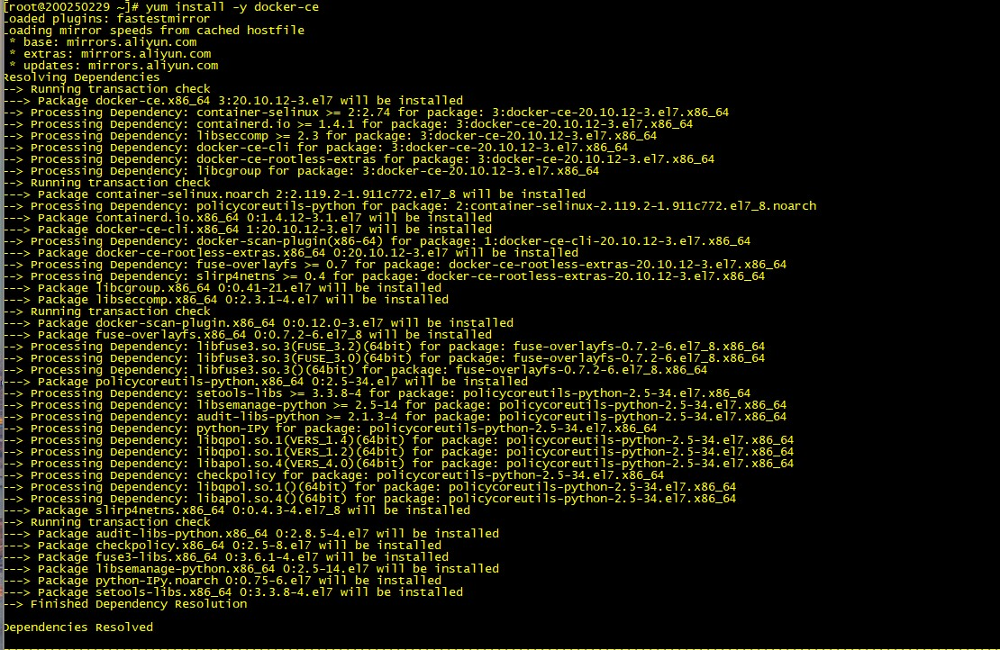 [root@200250229 ~]# yum install -y docker-ce
Loaded plugins: fastestmirror
Loading mirror speeds from cached hostfile
 * base: mirrors.aliyun.com
 * extras: mirrors.aliyun.com
 * updates: mirrors.aliyun.com
Resolving Dependencies
--> Running transaction check
---> Package docker-ce.x86_64 3:20.10.12-3.el7 will be installed
--> Processing Dependency: container-selinux >= 2:2.74 for package: 3:docker-ce-20.10.12-3.el7.x86_64
--> Processing Dependency: containerd.io >= 1.4.1 for package: 3:docker-ce-20.10.12-3.el7.x86_64
--> Processing Dependency: libseccomp >= 2.3 for package: 3:docker-ce-20.10.12-3.el7.x86_64
--> Processing Dependency: docker-ce-cli for package: 3:docker-ce-20.10.12-3.el7.x86_64
--> Processing Dependency: docker-ce-rootless-extras for package: 3:docker-ce-20.10.12-3.el7.x86_64
--> Processing Dependency: libcgroup for package: 3:docker-ce-20.10.12-3.el7.x86_64
--> Running transaction check
---> Package container-selinux.noarch 2:2.119.2-1.911c772.el7_8 will be installed
--> Processing Dependency: policycoreutils-python for package: 2:container-selinux-2.119.2-1.911c772.el7_8.noarch
---> Package containerd.io.x86_64 0:1.4.12-3.1.el7 will be installed
---> Package docker-ce-cli.x86_64 1:20.10.12-3.el7 will be installed
--> Processing Dependency: docker-scan-plugin(x86-64) for package: 1:docker-ce-cli-20.10.12-3.el7.x86_64
---> Package docker-ce-rootless-extras.x86_64 0:20.10.12-3.el7 will be installed
--> Processing Dependency: fuse-overlayfs >= 0.7 for package: docker-ce-rootless-extras-20.10.12-3.el7.x86_64
--> Processing Dependency: slirp4netns >= 0.4 for package: docker-ce-rootless-extras-20.10.12-3.el7.x86_64
---> Package libcgroup.x86_64 0:0.41-21.el7 will be installed
---> Package libseccomp.x86_64 0:2.3.1-4.el7 will be installed
--> Running transaction check
---> Package docker-scan-plugin.x86_64 0:0.12.0-3.el7 will be installed
---> Package fuse-overlayfs.x86_64 0:0.7.2-6.el7_8 will be installed
--> Processing Dependency: libfuse3.so.3(FUSE_3.2)(64bit) for package: fuse-overlayfs-0.7.2-6.el7_8.x86_64
--> Processing Dependency: libfuse3.so.3(FUSE_3.0)(64bit) for package: fuse-overlayfs-0.7.2-6.el7_8.x86_64
--> Processing Dependency: libfuse3.so.3()(64bit) for package: fuse-overlayfs-0.7.2-6.el7_8.x86_64
---> Package policycoreutils-python.x86_64 0:2.5-34.el7 will be installed
--> Processing Dependency: setools-libs >= 3.3.8-4 for package: policycoreutils-python-2.5-34.el7.x86_64
--> Processing Dependency: libsemanage-python >= 2.5-14 for package: policycoreutils-python-2.5-34.el7.x86_64
--> Processing Dependency: audit-libs-python >= 2.1.3-4 for package: policycoreutils-python-2.5-34.el7.x86_64
--> Processing Dependency: python-IPy for package: policycoreutils-python-2.5-34.el7.x86_64
--> Processing Dependency: libqpol.so.1(VERS_1.4)(64bit) for package: policycoreutils-python-2.5-34.el7.x86_64
--> Processing Dependency: libqpol.so.1(VERS_1.2)(64bit) for package: policycoreutils-python-2.5-34.el7.x86_64
--> Processing Dependency: libapol.so.4(VERS_4.0)(64bit) for package: policycoreutils-python-2.5-34.el7.x86_64
--> Processing Dependency: checkpolicy for package: policycoreutils-python-2.5-34.el7.x86_64
--> Processing Dependency: libqpol.so.1()(64bit) for package: policycoreutils-python-2.5-34.el7.x86_64
--> Processing Dependency: libapol.so.4()(64bit) for package: policycoreutils-python-2.5-34.el7.x86_64
---> Package slirp4netns.x86_64 0:0.4.3-4.el7_8 will be installed
--> Running transaction check
---> Package audit-libs-python.x86_64 0:2.8.5-4.el7 will be installed
---> Package checkpolicy.x86_64 0:2.5-8.el7 will be installed
---> Package fuse3-libs.x86_64 0:3.6.1-4.el7 will be installed
---> Package libsemanage-python.x86_64 0:2.5-14.el7 will be installed
---> Package python-IPy.noarch 0:0.75-6.el7 will be installed
---> Package setools-libs.x86_64 0:3.3.8-4.el7 will be installed
--> Finished Dependency Resolution
Dependencies Resolved